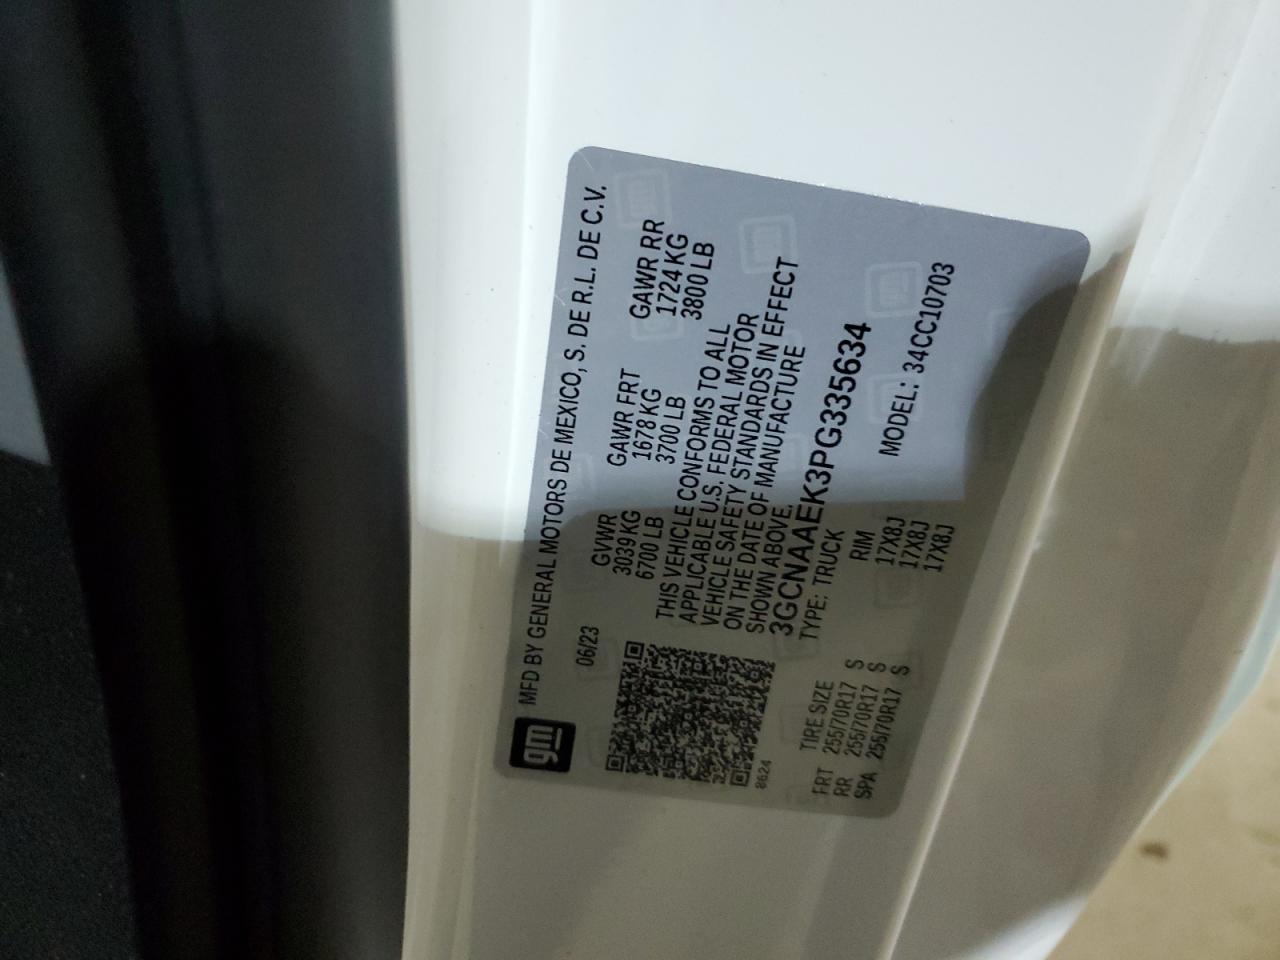 gm MFD BY GENERAL MOTORS DE MEXICO, S. DE R.L. DE C.V.
06/23
GVWR GAWR FRT GAWR RR
3039 KG 1678 KG 1724 KG
6700 LB 3700 LB 3800 LB
THIS VEHICLE CONFORMS TO ALL
APPLICABLE U.S. FEDERAL MOTOR
VEHICLE SAFETY STANDARDS IN EFFECT
ON THE DATE OF MANUFACTURE
SHOWN ABOVE.
3GCNAAEK3PG335634
8624
TYPE: TRUCK MODEL: 34CC10703
TIRE SIZE RIM
FRT 255/70R17 S 17X8J
RR 255/70R17 S 17X8J
SPA 255/70R17 S 17X8J